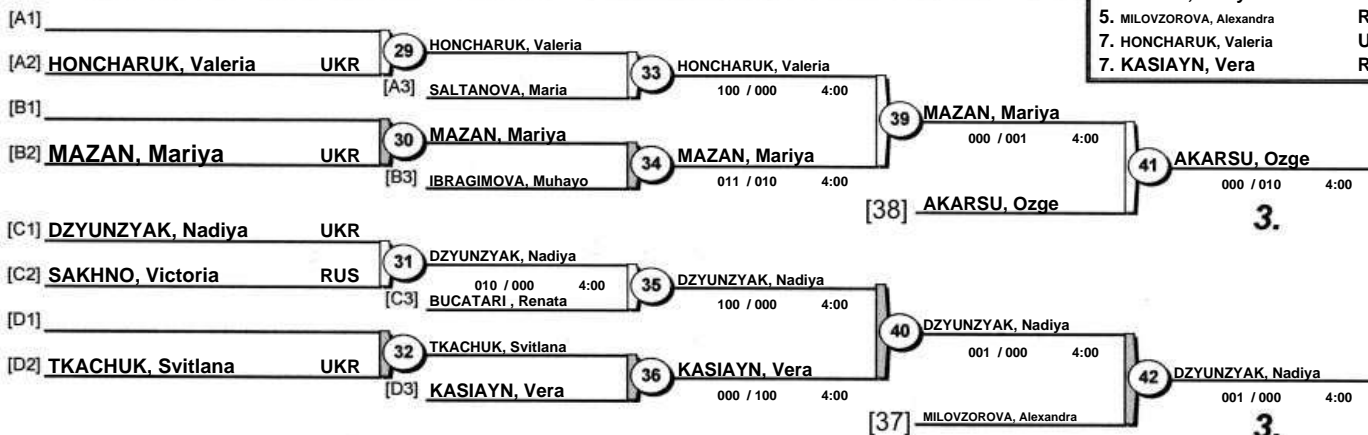 5. MILOVZOROVA, Alexandra R
7. HONCHARUK, Valeria U
7. KASIAYN, Vera R
[A1]
[A2] HONCHARUK, Valeria UKR
29 HONCHARUK, Valeria
[A3] SALTANOVA, Maria
33 HONCHARUK, Valeria
100 / 000 4:00
[B1]
[B2] MAZAN, Mariya UKR
30 MAZAN, Mariya
[B3] IBRAGIMOVA, Muhayo
34 MAZAN, Mariya
011 / 010 4:00
39 MAZAN, Mariya
000 / 001 4:00
[38] AKARSU, Ozge
41 AKARSU, Ozge
000 / 010 4:00
3.
[C1] DZYUNZYAK, Nadiya UKR
[C2] SAKHNO, Victoria RUS
31 DZYUNZYAK, Nadiya
010 / 000 4:00
[C3] BUCATARI , Renata
35 DZYUNZYAK, Nadiya
100 / 000 4:00
[D1]
[D2] TKACHUK, Svitlana UKR
32 TKACHUK, Svitlana
[D3] KASIAYN, Vera
36 KASIAYN, Vera
000 / 100 4:00
40 DZYUNZYAK, Nadiya
001 / 000 4:00
[37] MILOVZOROVA, Alexandra
42 DZYUNZYAK, Nadiya
001 / 000 4:00
3.